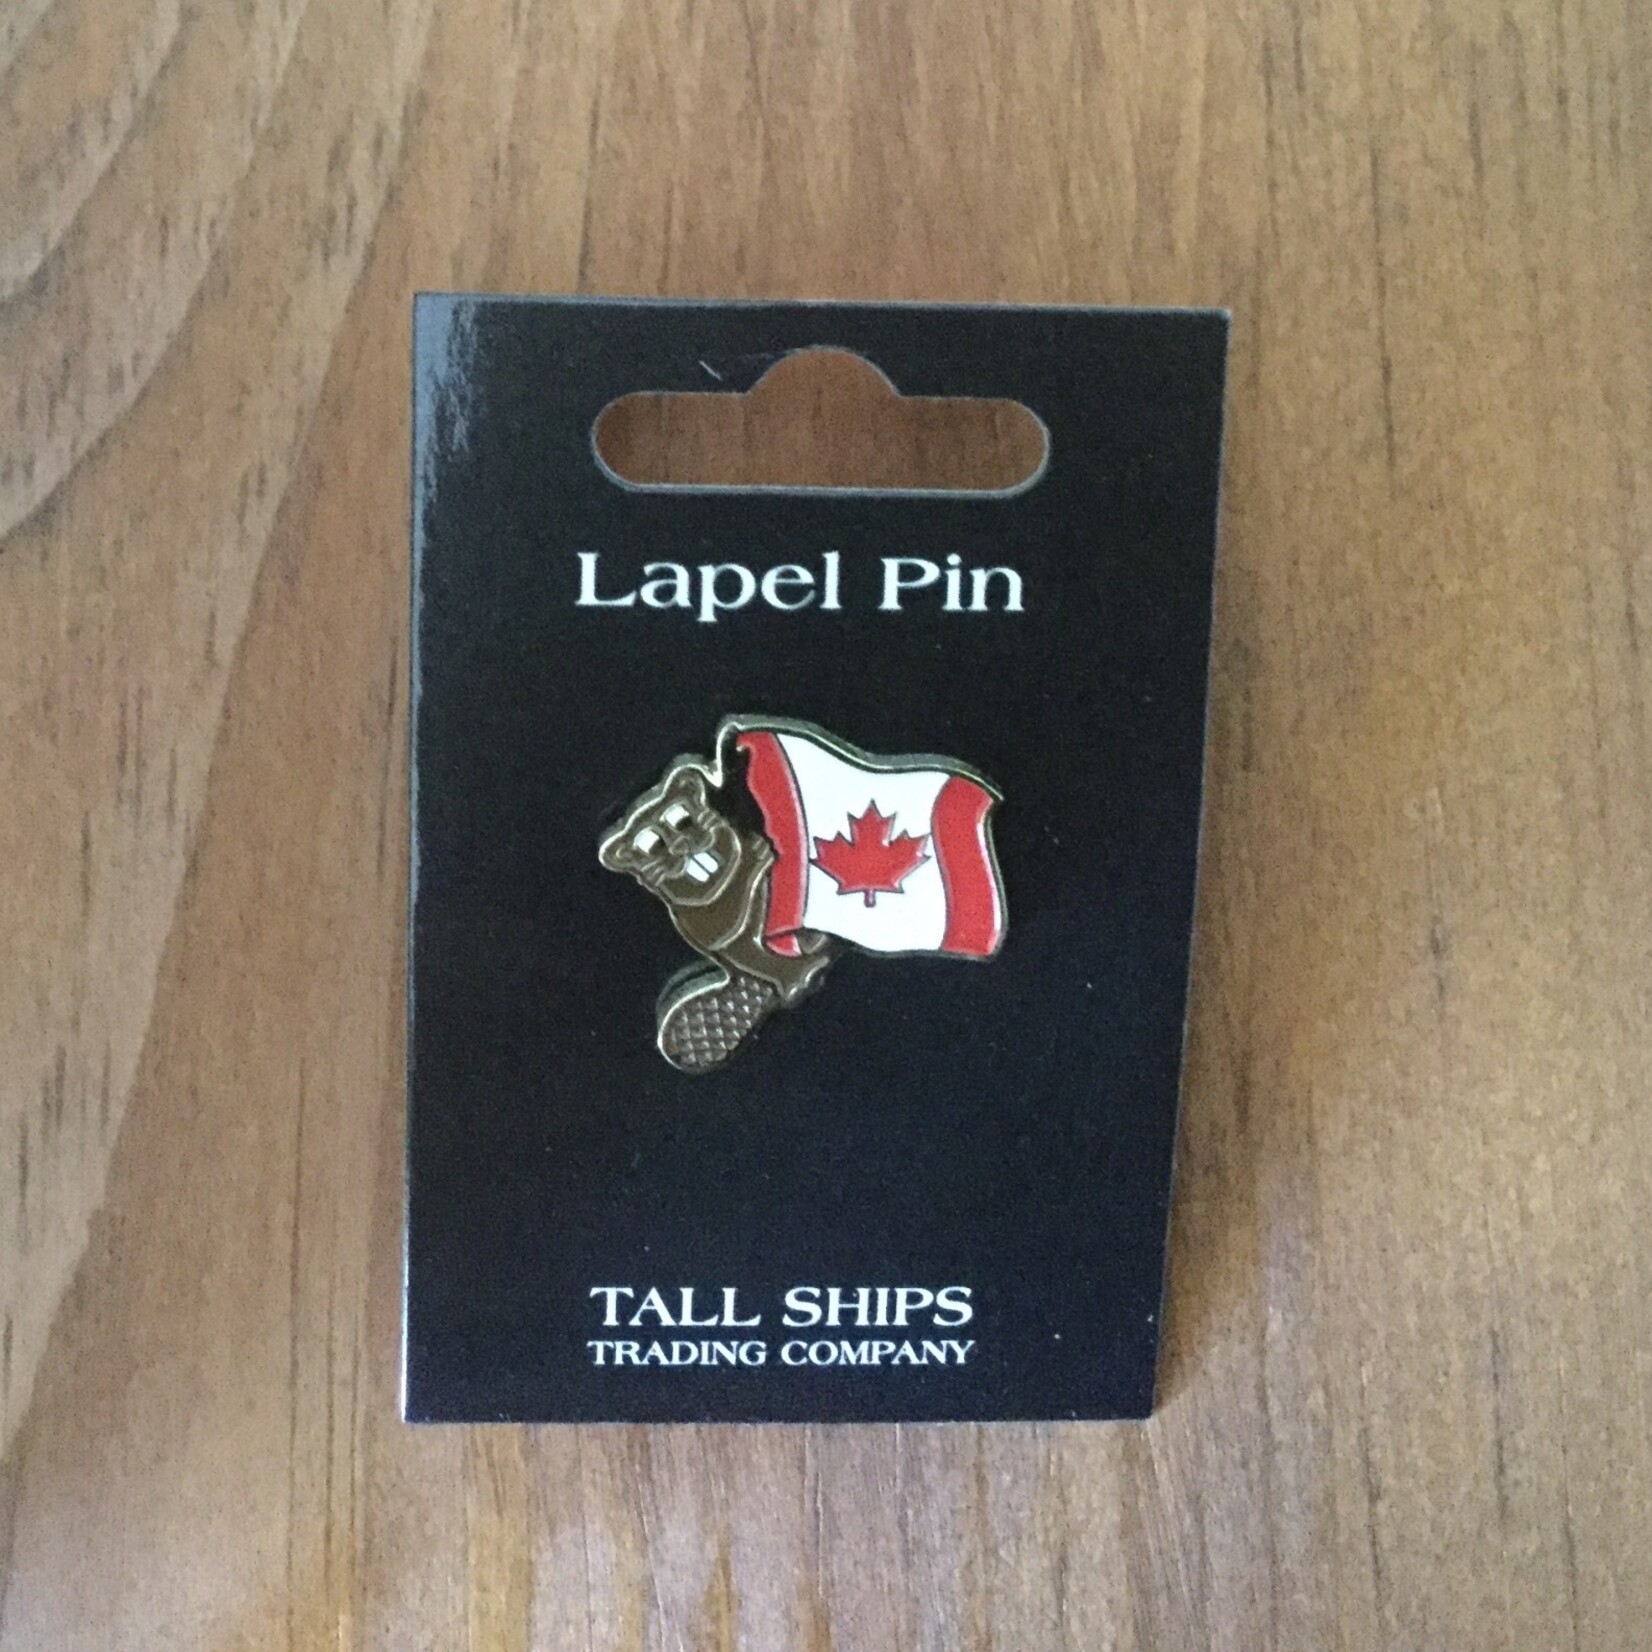 Lapel Pin
TALL SHIPS
TRADING COMPANY